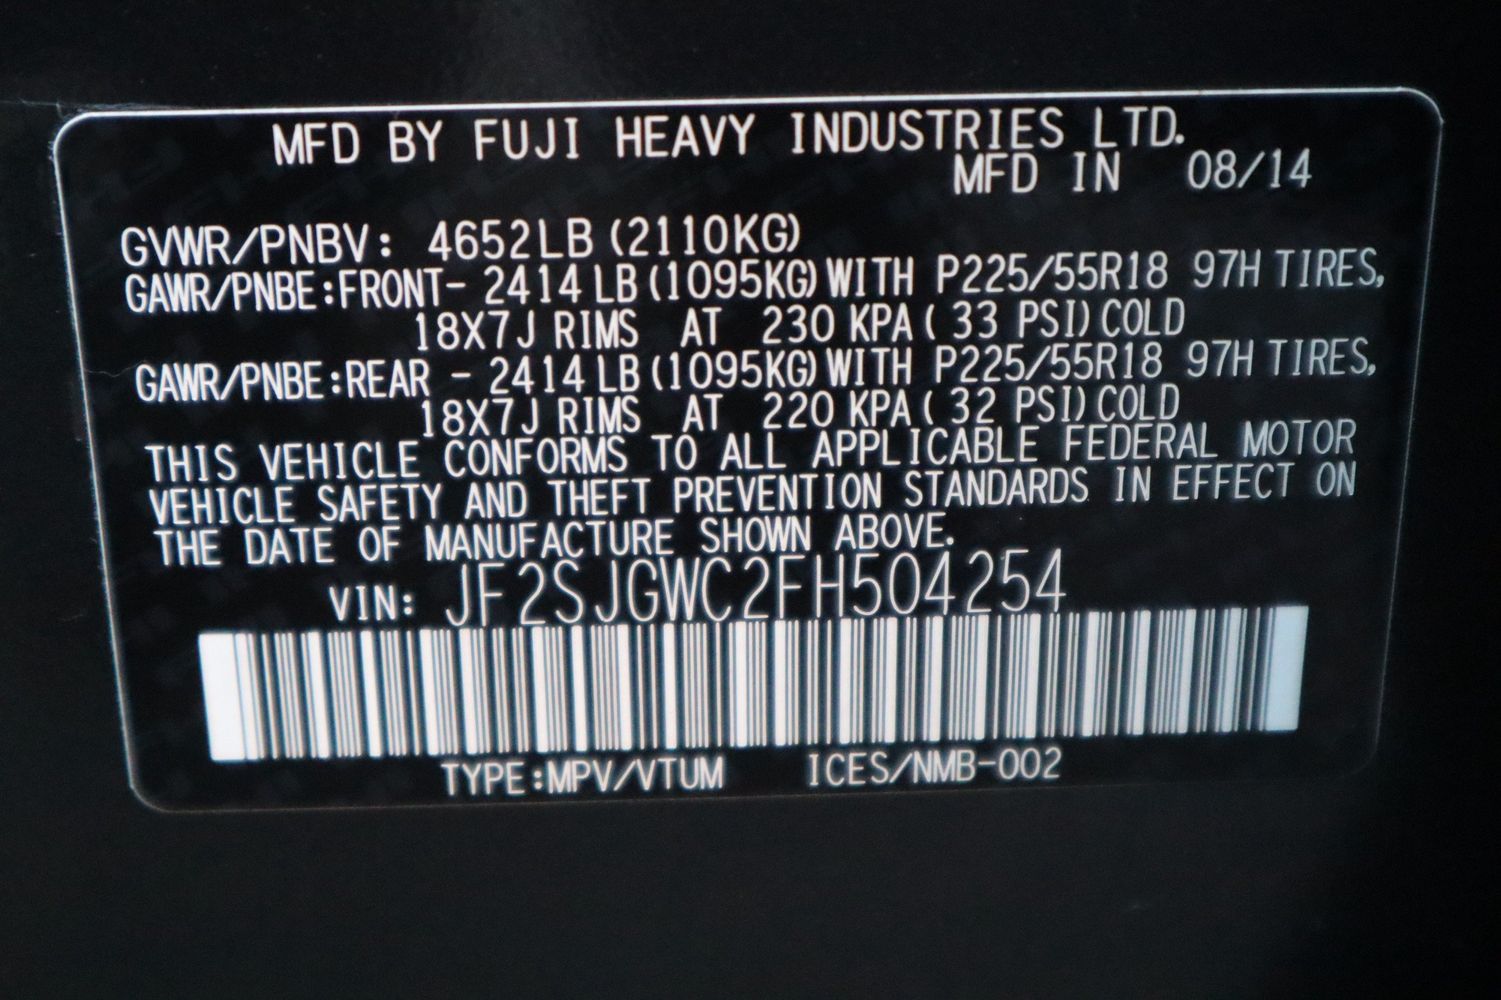 MFD BY FUJI HEAVY INDUSTRIES LTD.
MFD IN 08/14
GVWR/PNBV: 4652LB (2110KG)
GAWR/PNBE:FRONT- 2414 LB (1095KG) WITH P225/55R18 97H TIRES,
18X7J RIMS AT 230 KPA ( 33 PSI) COLD
GAWR/PNBE:REAR - 2414 LB (1095KG) WITH P225/55R18 97H TIRES,
18X7J RIMS AT 220 KPA ( 32 PSI) COLD
THIS VEHICLE CONFORMS TO ALL APPLICABLE FEDERAL MOTOR
VEHICLE SAFETY AND THEFT PREVENTION STANDARDS IN EFFECT ON
THE DATE OF MANUFACTURE SHOWN ABOVE.
VIN: JF2SJGWC2FH504254
TYPE:MPV/VTUM ICES/NMB-002